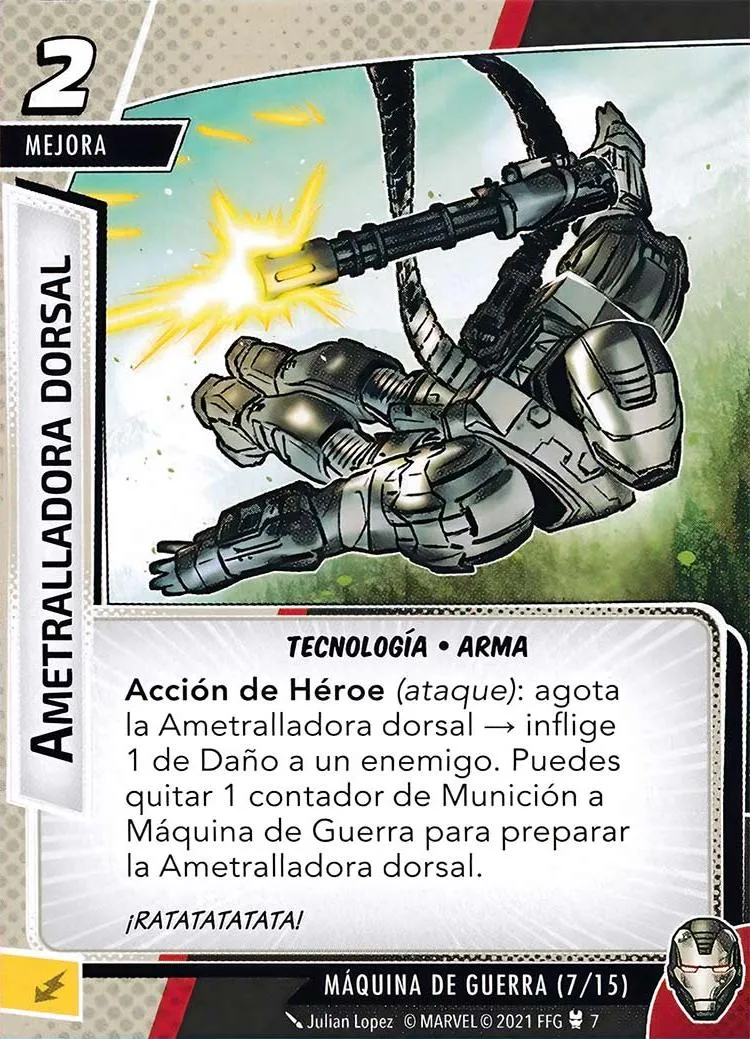 2
MEJORA
AMETRALLADORA DORSAL
TECNOLOGÍA • ARMA
Acción de Héroe (ataque): agota
la Ametralladora dorsal → inflige
1 de Daño a un enemigo. Puedes
quitar 1 contador de Munición a
Máquina de Guerra para preparar
la Ametralladora dorsal.
¡RATATATATATA!
MÁQUINA DE GUERRA (7/15)
Julian Lopez © MARVEL © 2021 FFG 7